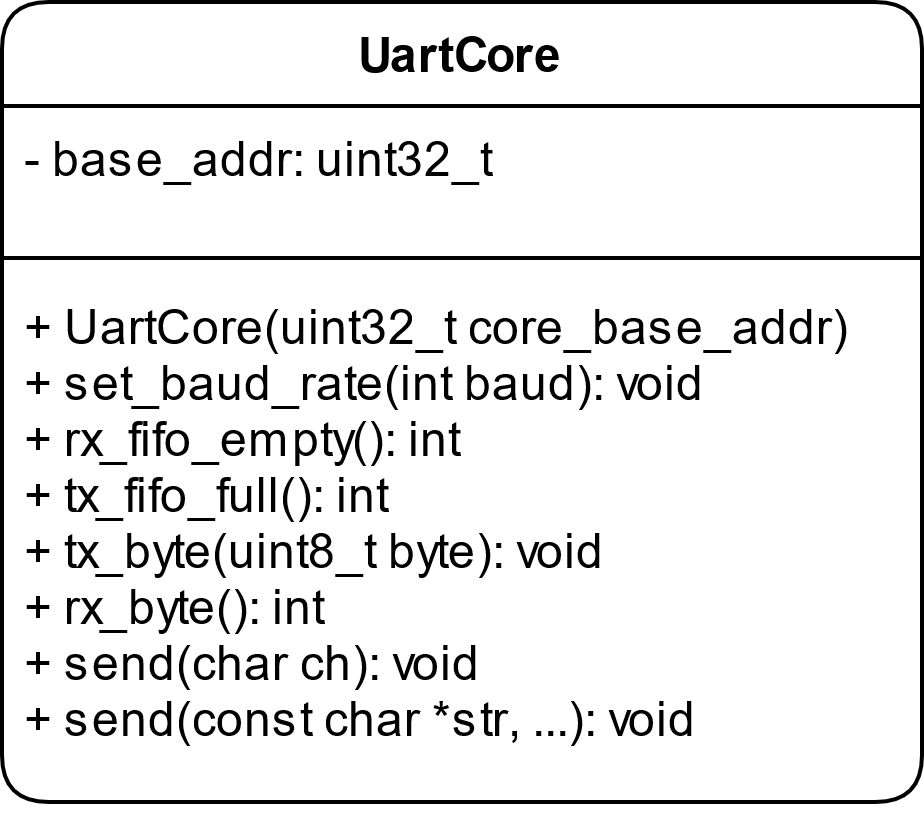 UartCore
- base_addr: uint32_t
+ UartCore(uint32_t core_base_addr)
+ set_baud_rate(int baud): void
+ rx_fifo_empty(): int
+ tx_fifo_full(): int
+ tx_byte(uint8_t byte): void
+ rx_byte(): int
+ send(char ch): void
+ send(const char *str, ...): void